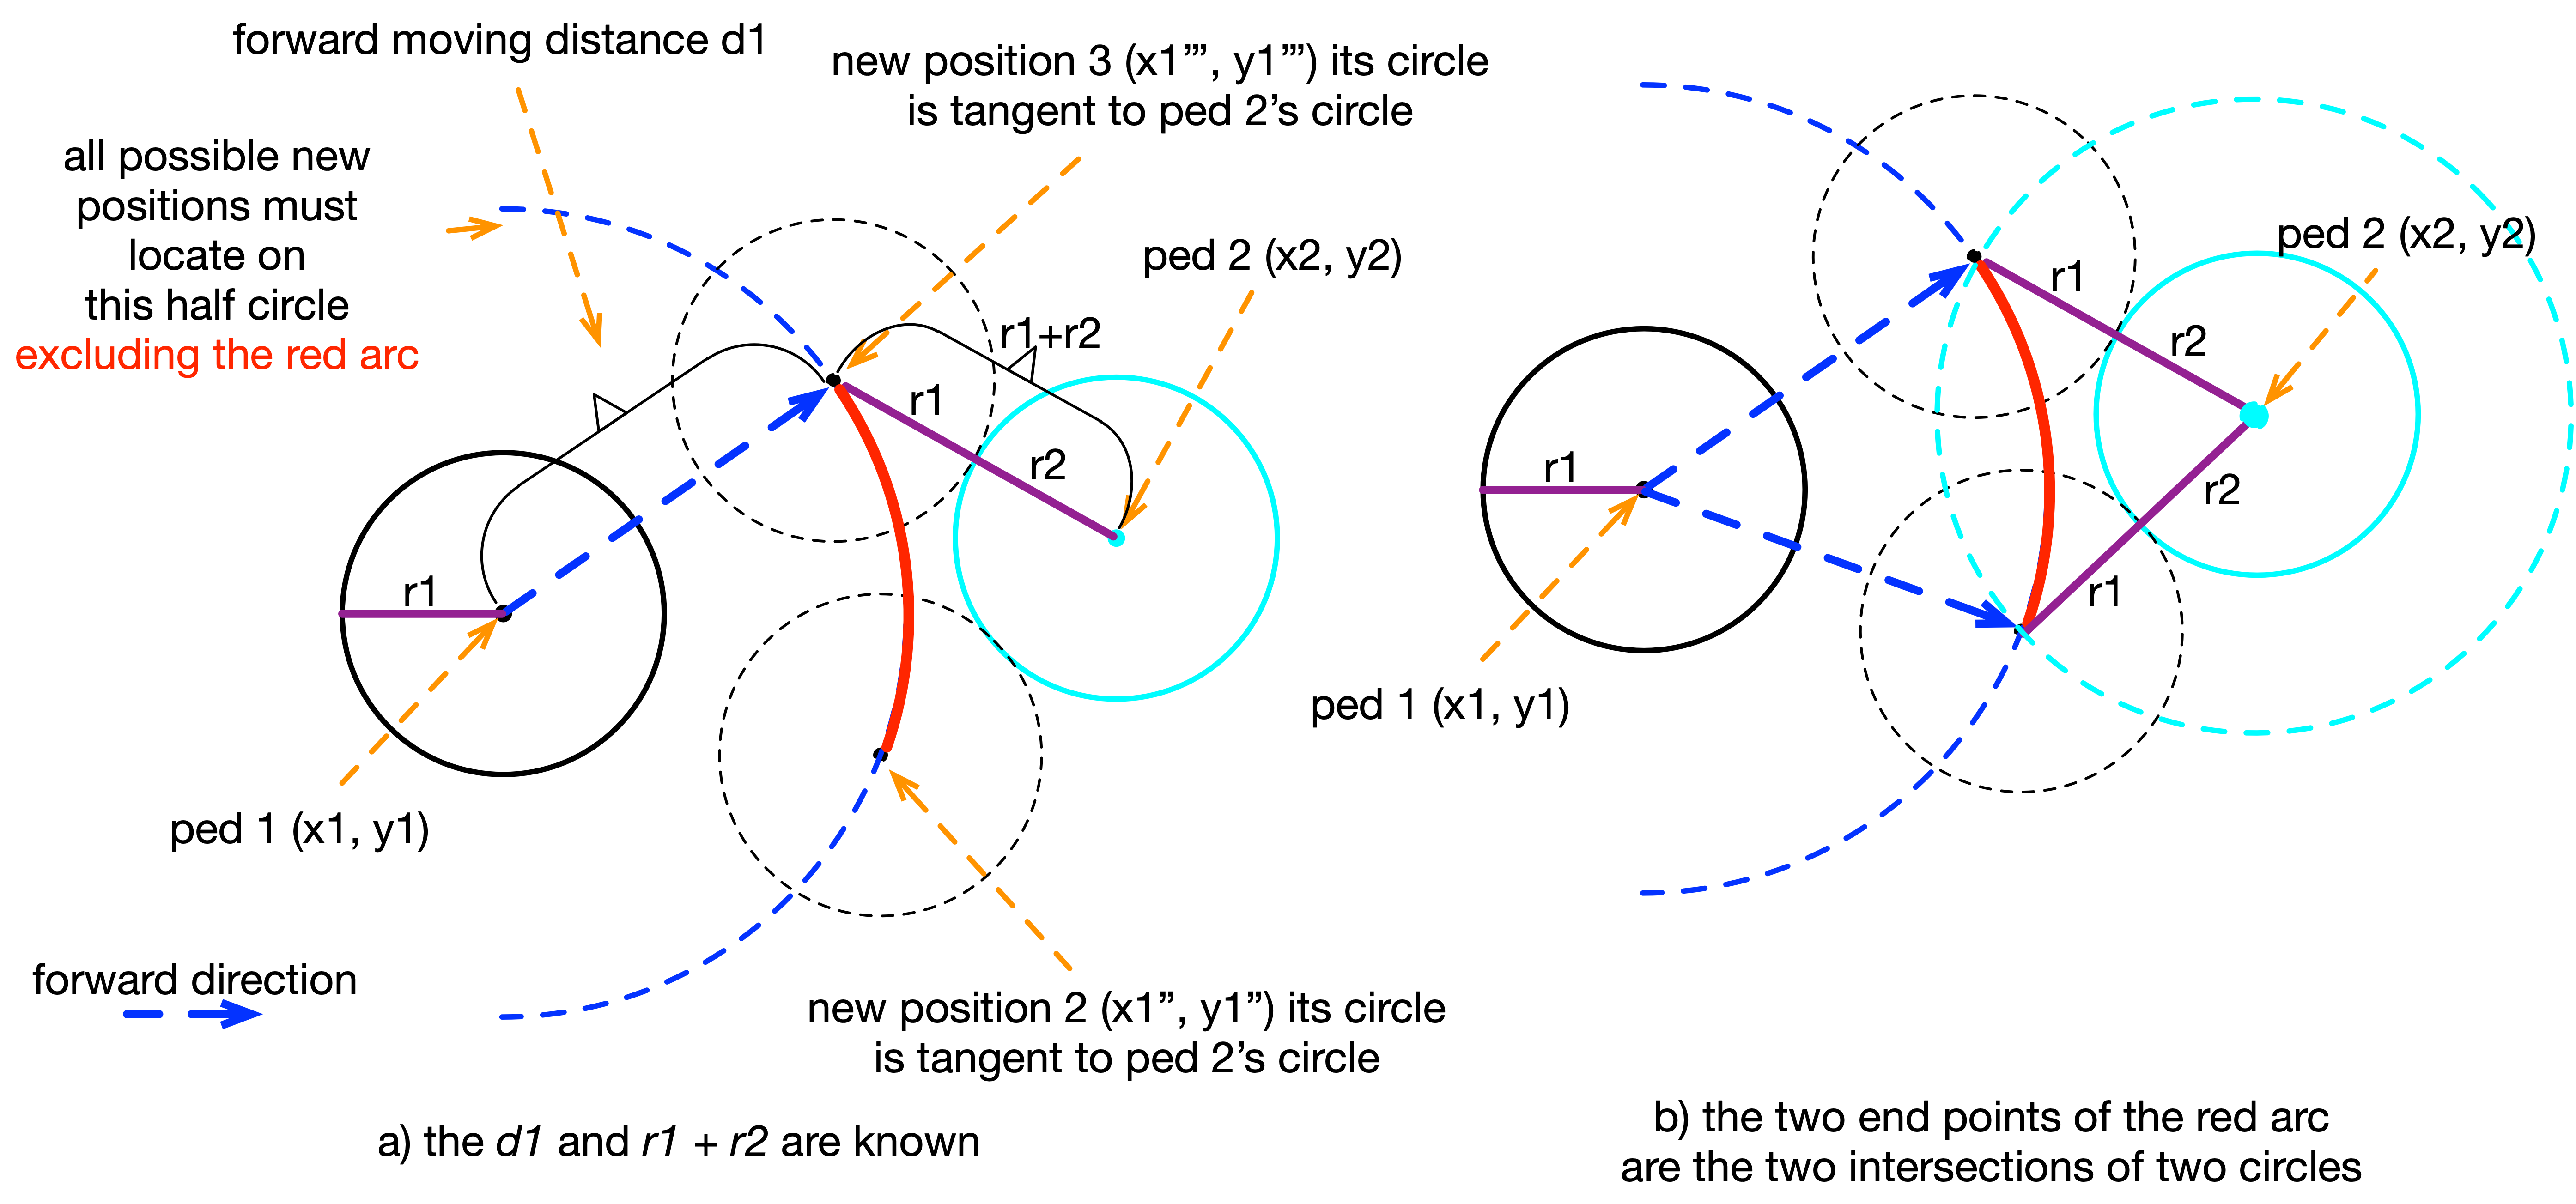 forward moving distance d1
new position 3 (x1’’’, y1’’’) its circle
is tangent to ped 2’s circle
all possible new
positions must
locate on
this half circle
excluding the red arc
ped 2 (x2, y2)
r1+r2
r1
r2
r1
ped 1 (x1, y1)
forward direction
new position 2 (x1”, y1”) its circle
is tangent to ped 2’s circle
a) the d1 and r1 + r2 are known
ped 2 (x2, y2)
r1
r2
r1
r2
r1
ped 1 (x1, y1)
b) the two end points of the red arc
are the two intersections of two circles